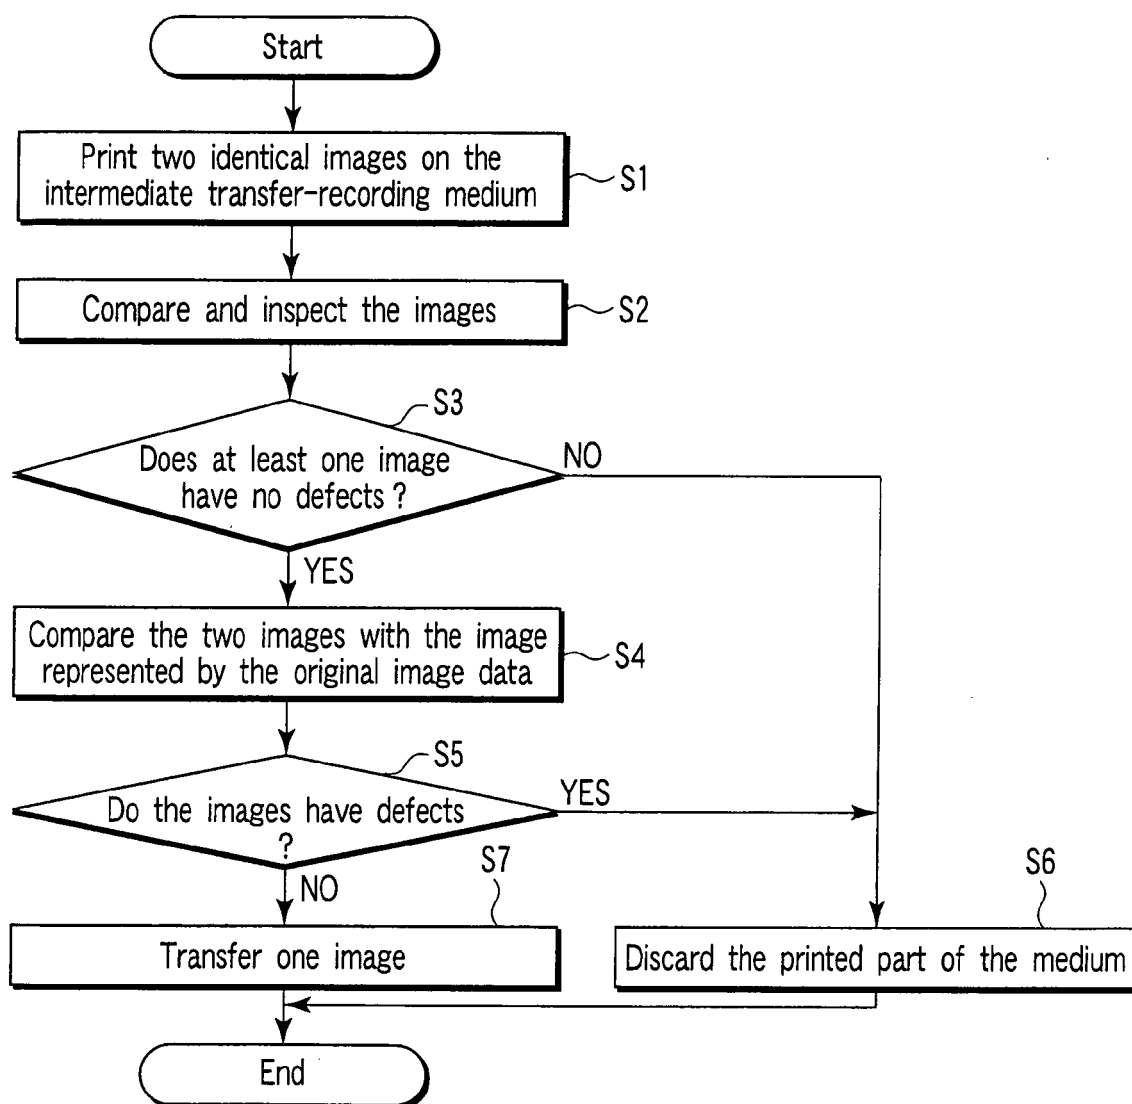 Start
Print two identical images on the
intermediate transfer-recording medium
S1
Compare and inspect the images
S2
S3
Does at least one image
have no defects ?
NO
YES
Compare the two images with the image
represented by the original image data
S4
S5
Do the images have defects
?
YES
NO
S7
Transfer one image
S6
Discard the printed part of the medium
End